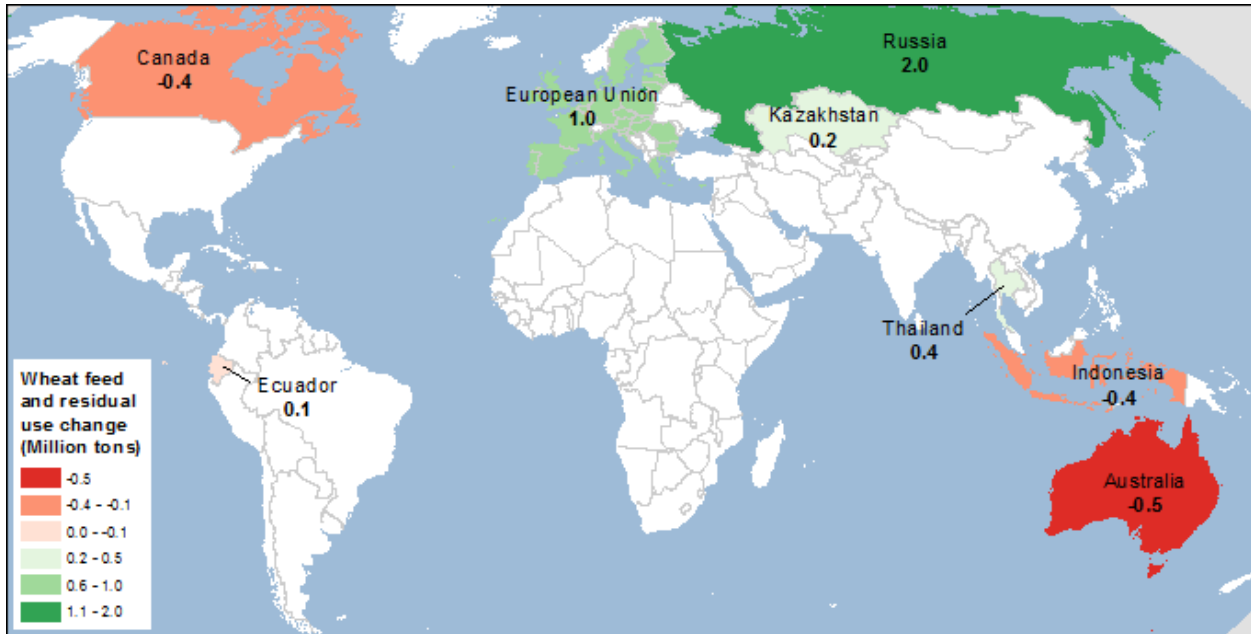 Canada
-0.4
Russia
2.0
European Union
1.0
Kazakhstan
0.2
Thailand
0.4
Ecuador
0.1
Indonesia
-0.4
Australia
-0.5
Wheat feed
and residual
use change
(Million tons)
-0.5
-0.4 - -0.1
0.0 - -0.1
0.2 - 0.5
0.6 - 1.0
1.1 - 2.0